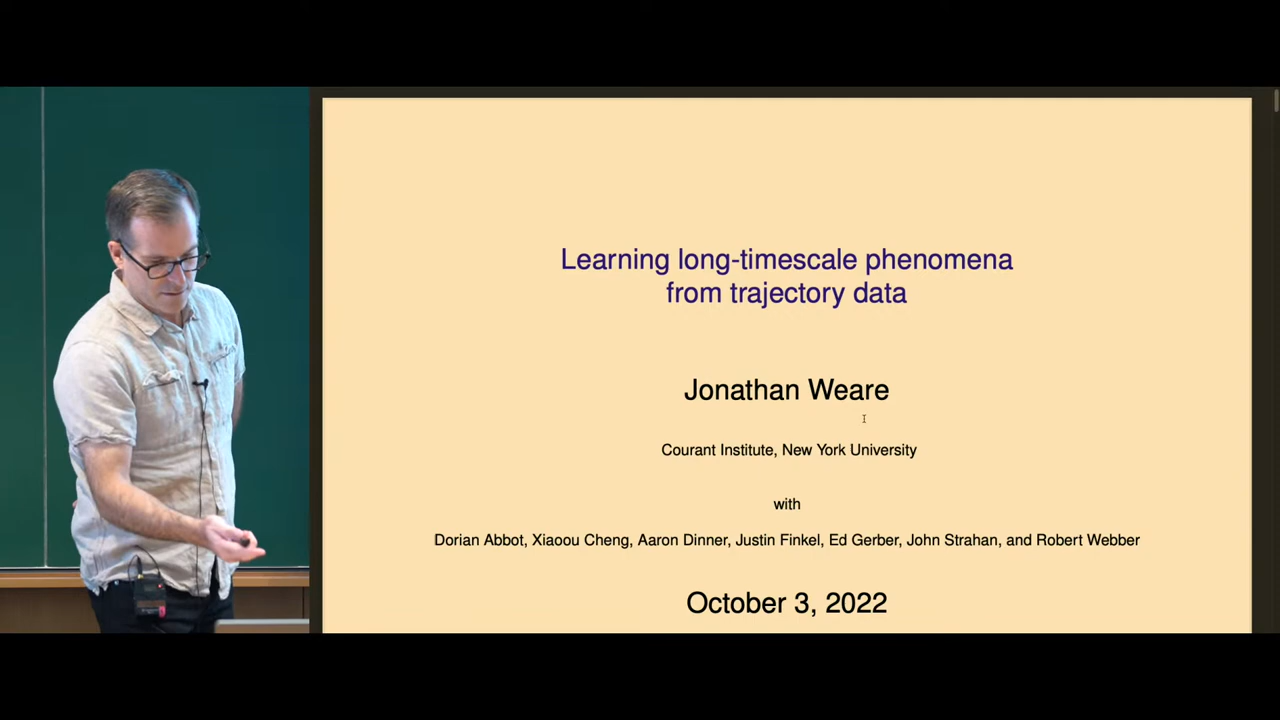 Learning long-timescale phenomena
from trajectory data
Jonathan Weare
Courant Institute, New York University
with
Dorian Abbot, Xiaoou Cheng, Aaron Dinner, Justin Finkel, Ed Gerber, John Strahan, and Robert Webber
October 3, 2022